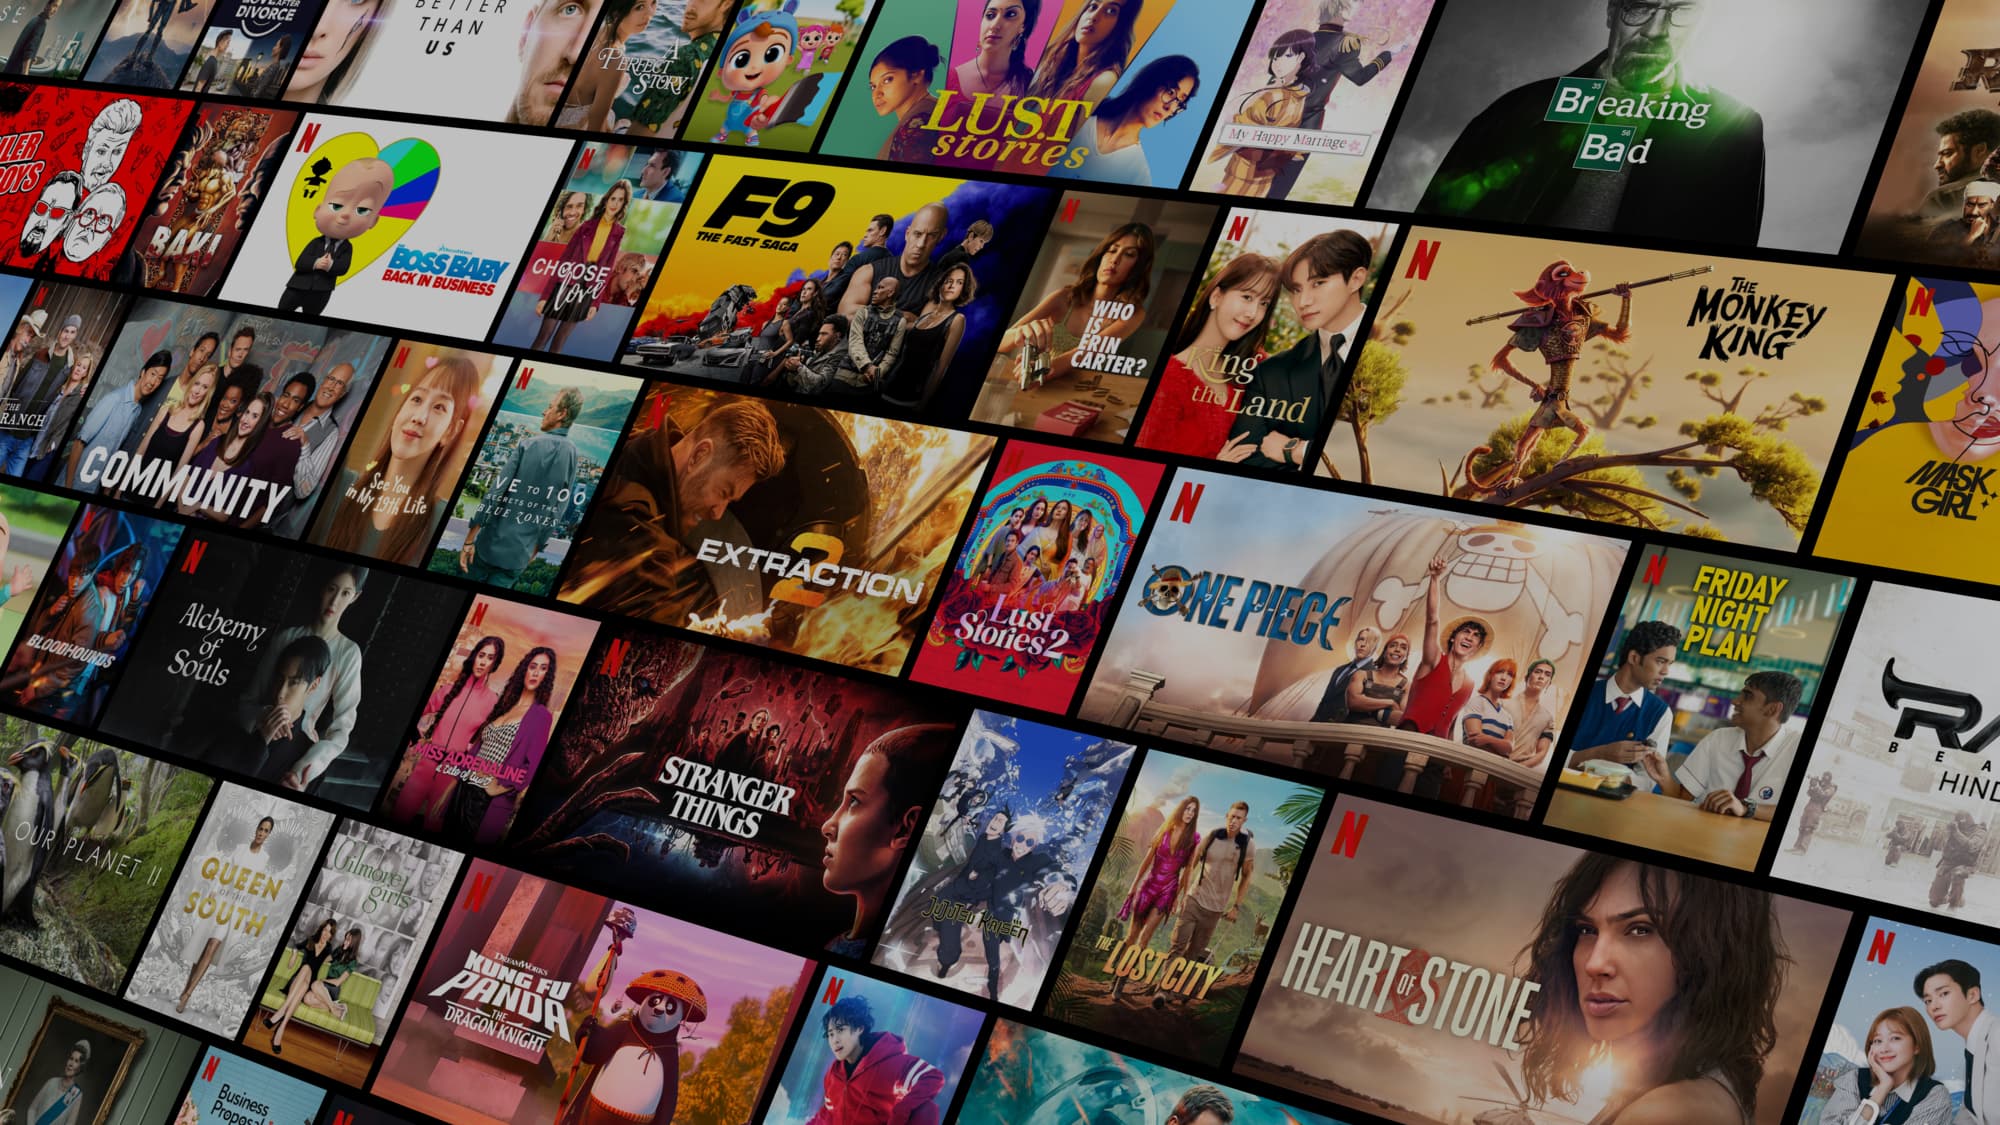 LOVE AFTER
DIVORCE
BETTER
THAN
US
A
PERFECT
STORY
LUST
stories
My Happy Marriage
35
Breaking
56
Bad
BOYS
BAKI
N
THE
BOSS BABY
BACK IN BUSINESS
N
CHOOSE
love
F9
THE FAST SAGA
N
WHO
IS
ERIN
CARTER?
N
King
the Land
N
THE
MONKEY
KING
N
MASK
GIRL
N
THE
RANCH
COMMUNITY
N
See You
in My 19th Life
N
LIVE TO 100
SECRETS OF THE
BLUE ZONES
N
EXTRACTION
2
Lust
Stories 2
N
ONE PIECE
N
FRIDAY
NIGHT
PLAN
HIND
N
BLOODHOUNDS
N
Alchemy
of
Souls
N
MISS ADRENALINE
a tale of twins
N
STRANGER
THINGS
JUJUTSU KAISEN
THE
LOST CITY
N
HEART
OF
STONE
N
OUR PLANET II
QUEEN
OF THE
SOUTH
Gilmore
girls
N
DREAMWORKS
KUNG FU
PANDA
THE
DRAGON KNIGHT
N
N
Business
Proposal
N